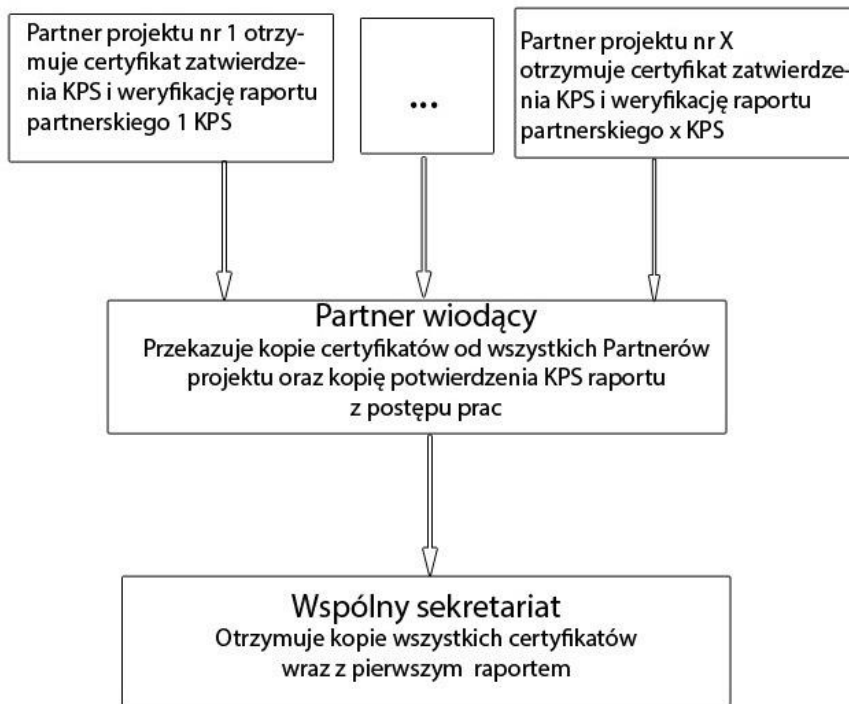 Partner projektu nr 1 otrzy-
muje certyfikat zatwierdze-
nia KPS i weryfikację raportu
partnerskiego 1 KPS
...
Partner projektu nr X
otrzymuje certyfikat zatwierdze-
nia KPS i weryfikację raportu
partnerskiego x KPS
Partner wiodący
Przekazuje kopie certyfikatów od wszystkich Partnerów
projektu oraz kopię potwierdzenia KPS raportu
z postępu prac
Wspólny sekretariat
Otrzymuje kopie wszystkich certyfikatów
wraz z pierwszym raportem